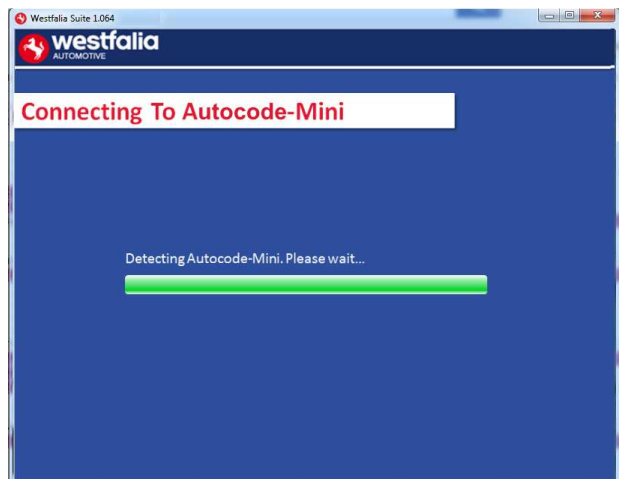 Westfalia Suite 1.064
westfalia
AUTOMOTIVE
Connecting To Autocode-Mini
Detecting Autocode-Mini. Please wait...